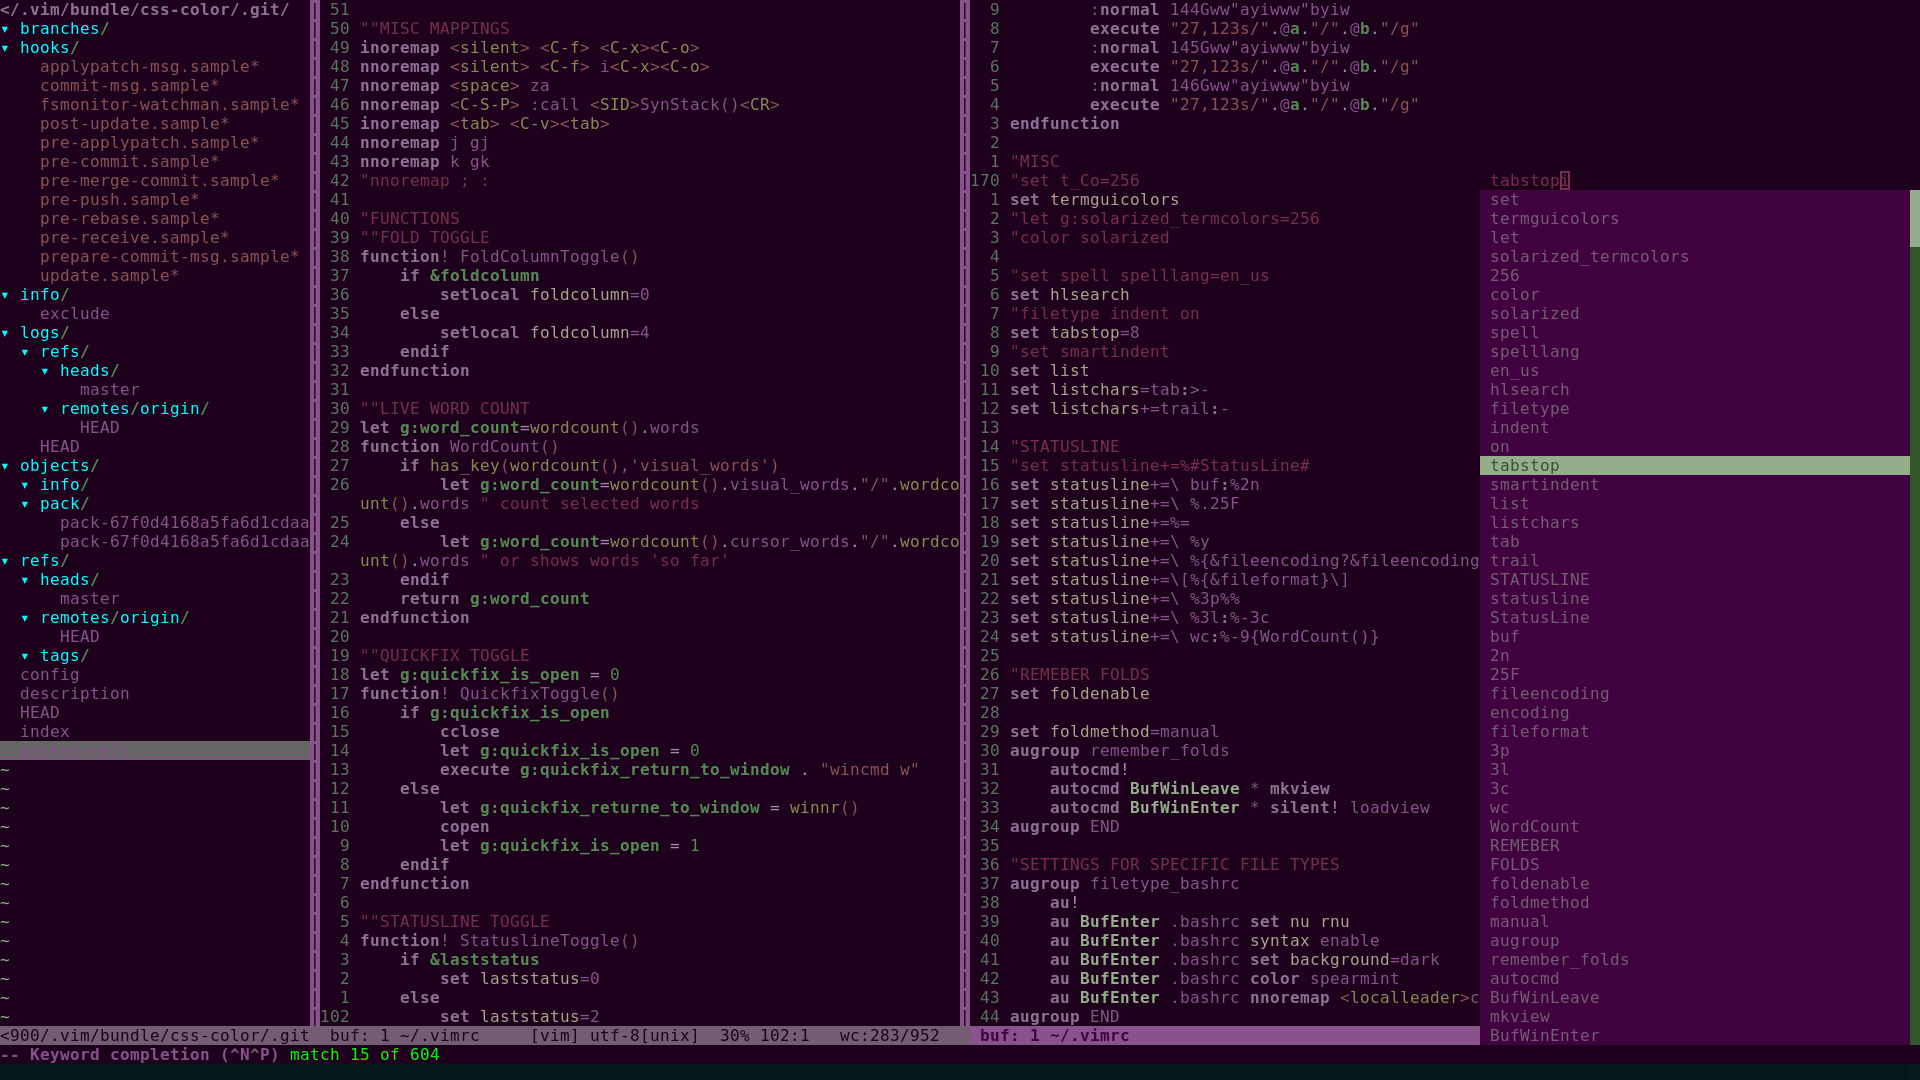 </.vim/bundle/css-color/.git/
▾ branches/
▾ hooks/
    applypatch-msg.sample*
    commit-msg.sample*
    fsmonitor-watchman.sample*
    post-update.sample*
    pre-applypatch.sample*
    pre-commit.sample*
    pre-merge-commit.sample*
    pre-push.sample*
    pre-rebase.sample*
    pre-receive.sample*
    prepare-commit-msg.sample*
    update.sample*
▾ info/
    exclude
▾ logs/
  ▾ refs/
    ▾ heads/
        master
    ▾ remotes/origin/
        HEAD
    HEAD
▾ objects/
  ▾ info/
  ▾ pack/
      pack-67f0d4168a5fa6d1cdaa
      pack-67f0d4168a5fa6d1cdaa
▾ refs/
  ▾ heads/
      master
  ▾ remotes/origin/
      HEAD
  ▾ tags/
  config
  description
  HEAD
  index
~
~
~
~
~
~
~
~
~
~
~
~
~
~
<900/.vim/bundle/css-color/.git
51
50 ""MISC MAPPINGS
49 inoremap <silent> <C-f> <C-x><C-o>
48 nnoremap <silent> <C-f> i<C-x><C-o>
47 nnoremap <space> za
46 nnoremap <C-S-P> :call <SID>SynStack()<CR>
45 inoremap <tab> <C-v><tab>
44 nnoremap j gj
43 nnoremap k gk
42 "nnoremap ; :
41
40 "FUNCTIONS
39 ""FOLD TOGGLE
38 function! FoldColumnToggle()
37     if &foldcolumn
36         setlocal foldcolumn=0
35     else
34         setlocal foldcolumn=4
33     endif
32 endfunction
31
30 ""LIVE WORD COUNT
29 let g:word_count=wordcount().words
28 function WordCount()
27     if has_key(wordcount(),'visual_words')
26         let g:word_count=wordcount().visual_words."/".wordco
unt().words " count selected words
25     else
24         let g:word_count=wordcount().cursor_words."/".wordco
unt().words " or shows words 'so far'
23     endif
22     return g:word_count
21 endfunction
20
19 ""QUICKFIX TOGGLE
18 let g:quickfix_is_open = 0
17 function! QuickfixToggle()
16     if g:quickfix_is_open
15         cclose
14         let g:quickfix_is_open = 0
13         execute g:quickfix_return_to_window . "wincmd w"
12     else
11         let g:quickfix_returne_to_window = winnr()
10         copen
9         let g:quickfix_is_open = 1
8     endif
7 endfunction
6
5 ""STATUSLINE TOGGLE
4 function! StatuslineToggle()
3     if &laststatus
2         set laststatus=0
1     else
102         set laststatus=2
buf: 1 ~/.vimrc     [vim] utf-8[unix]  30% 102:1   wc:283/952
9         :normal 144Gww"ayiwww"byiw
8         execute "27,123s/".@a."/".@b."/g"
7         :normal 145Gww"ayiwww"byiw
6         execute "27,123s/".@a."/".@b."/g"
5         :normal 146Gww"ayiwww"byiw
4         execute "27,123s/".@a."/".@b."/g"
3 endfunction
2
1 "MISC
170 "set t_Co=256                                   tabstopi
1 set termguicolors
2 "let g:solarized_termcolors=256
3 "color solarized
4
5 "set spell spelllang=en_us
6 set hlsearch
7 "filetype indent on
8 set tabstop=8
9 "set smartindent
10 set list
11 set listchars=tab:>-
12 set listchars+=trail:-
13
14 "STATUSLINE
15 "set statusline+=%#StatusLine#
16 set statusline+=\ buf:%2n
17 set statusline+=\ %.25F
18 set statusline+=%=
19 set statusline+=\ %y
20 set statusline+=\ %{&fileencoding?&fileencoding
21 set statusline+=\[%{&fileformat}\]
22 set statusline+=\ %3p%%
23 set statusline+=\ %3l:%-3c
24 set statusline+=\ wc:%-9{WordCount()}
25
26 "REMEBER FOLDS
27 set foldenable
28
29 set foldmethod=manual
30 augroup remember_folds
31     autocmd!
32     autocmd BufWinLeave * mkview
33     autocmd BufWinEnter * silent! loadview
34 augroup END
35
36 "SETTINGS FOR SPECIFIC FILE TYPES
37 augroup filetype_bashrc
38     au!
39     au BufEnter .bashrc set nu rnu
40     au BufEnter .bashrc syntax enable
41     au BufEnter .bashrc set background=dark
42     au BufEnter .bashrc color spearmint
43     au BufEnter .bashrc nnoremap <localleader>c
44 augroup END
buf: 1 ~/.vimrc
set
termguicolors
let
solarized_termcolors
256
color
solarized
spell
spelllang
en_us
hlsearch
filetype
indent
on
tabstop
smartindent
list
listchars
tab
trail
STATUSLINE
statusline
StatusLine
buf
2n
25F
fileencoding
encoding
fileformat
3p
3l
3c
wc
WordCount
REMEBER
FOLDS
foldenable
foldmethod
manual
augroup
remember_folds
autocmd
BufWinLeave
mkview
BufWinEnter
-- Keyword completion (^N^P) match 15 of 604